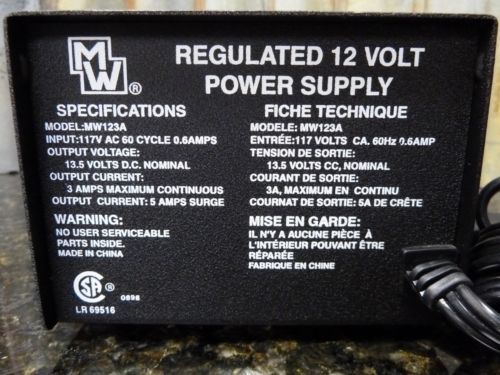 MW®
REGULATED 12 VOLT
POWER SUPPLY
SPECIFICATIONS
MODEL:MW123A
INPUT:117V AC 60 CYCLE 0.6AMPS
OUTPUT VOLTAGE:
13.5 VOLTS D.C. NOMINAL
OUTPUT CURRENT:
3 AMPS MAXIMUM CONTINUOUS
OUTPUT CURRENT: 5 AMPS SURGE
WARNING:
NO USER SERVICEABLE
PARTS INSIDE.
MADE IN CHINA
FICHE TECHNIQUE
MODELE: MW123A
ENTRÉE:117 VOLTS CA. 60Hz 0.6AMP
TENSION DE SORTIE:
13.5 VOLTS CC, NOMINAL
COURANT DE SORTIE:
3A, MAXIMUM EN CONTINU
COURNAT DE SORTIE: 5A DE CRÊTE
MISE EN GARDE:
IL N'Y A AUCUNE PIÈCE À
L'INTÉRIEUR POUVANT ÊTRE
RÉPARÉE
FABRIQUE EN CHINE
SA® 0898
LR 69516